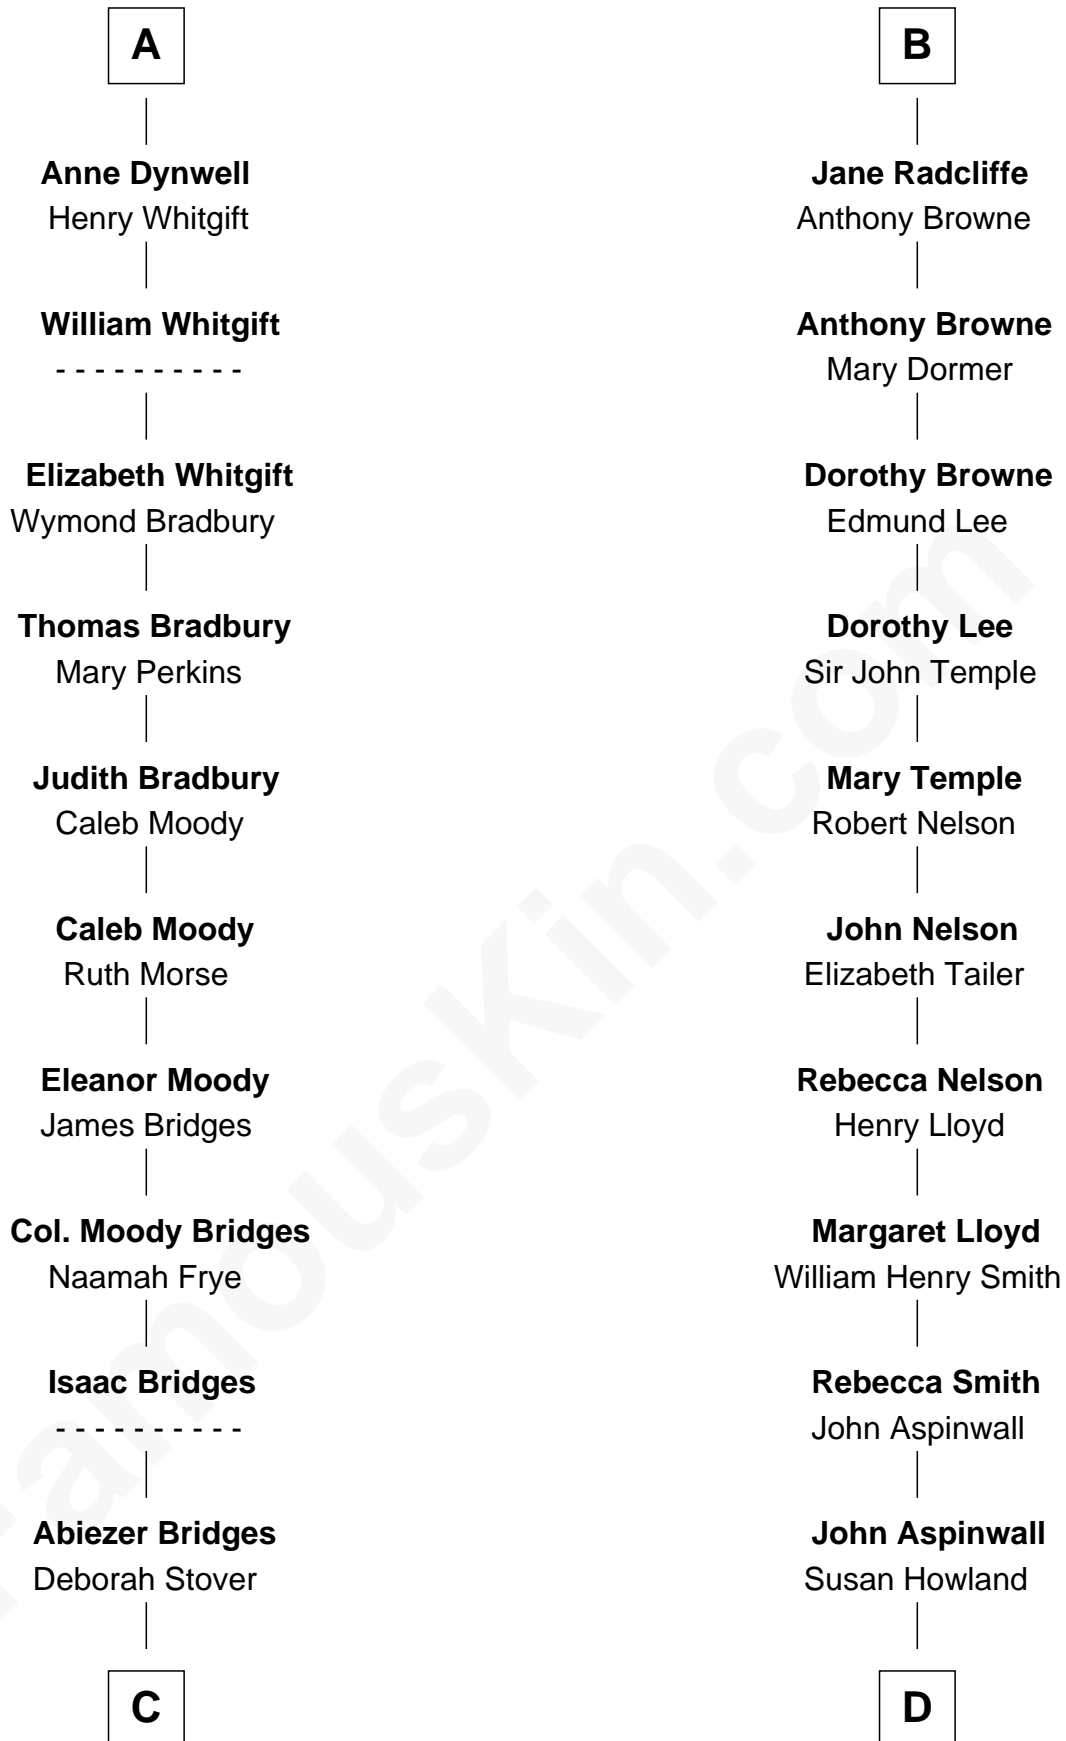 A
Anne Dynwell
Henry Whitgift
William Whitgift
- - - - - - - - - -
Elizabeth Whitgift
Wymond Bradbury
Thomas Bradbury
Mary Perkins
Judith Bradbury
Caleb Moody
Caleb Moody
Ruth Morse
Eleanor Moody
James Bridges
Col. Moody Bridges
Naamah Frye
Isaac Bridges
- - - - - - - - - -
Abiezer Bridges
Deborah Stover
C
B
Jane Radcliffe
Anthony Browne
Anthony Browne
Mary Dormer
Dorothy Browne
Edmund Lee
Dorothy Lee
Sir John Temple
Mary Temple
Robert Nelson
John Nelson
Elizabeth Tailer
Rebecca Nelson
Henry Lloyd
Margaret Lloyd
William Henry Smith
Rebecca Smith
John Aspinwall
John Aspinwall
Susan Howland
D
FamousKin.com